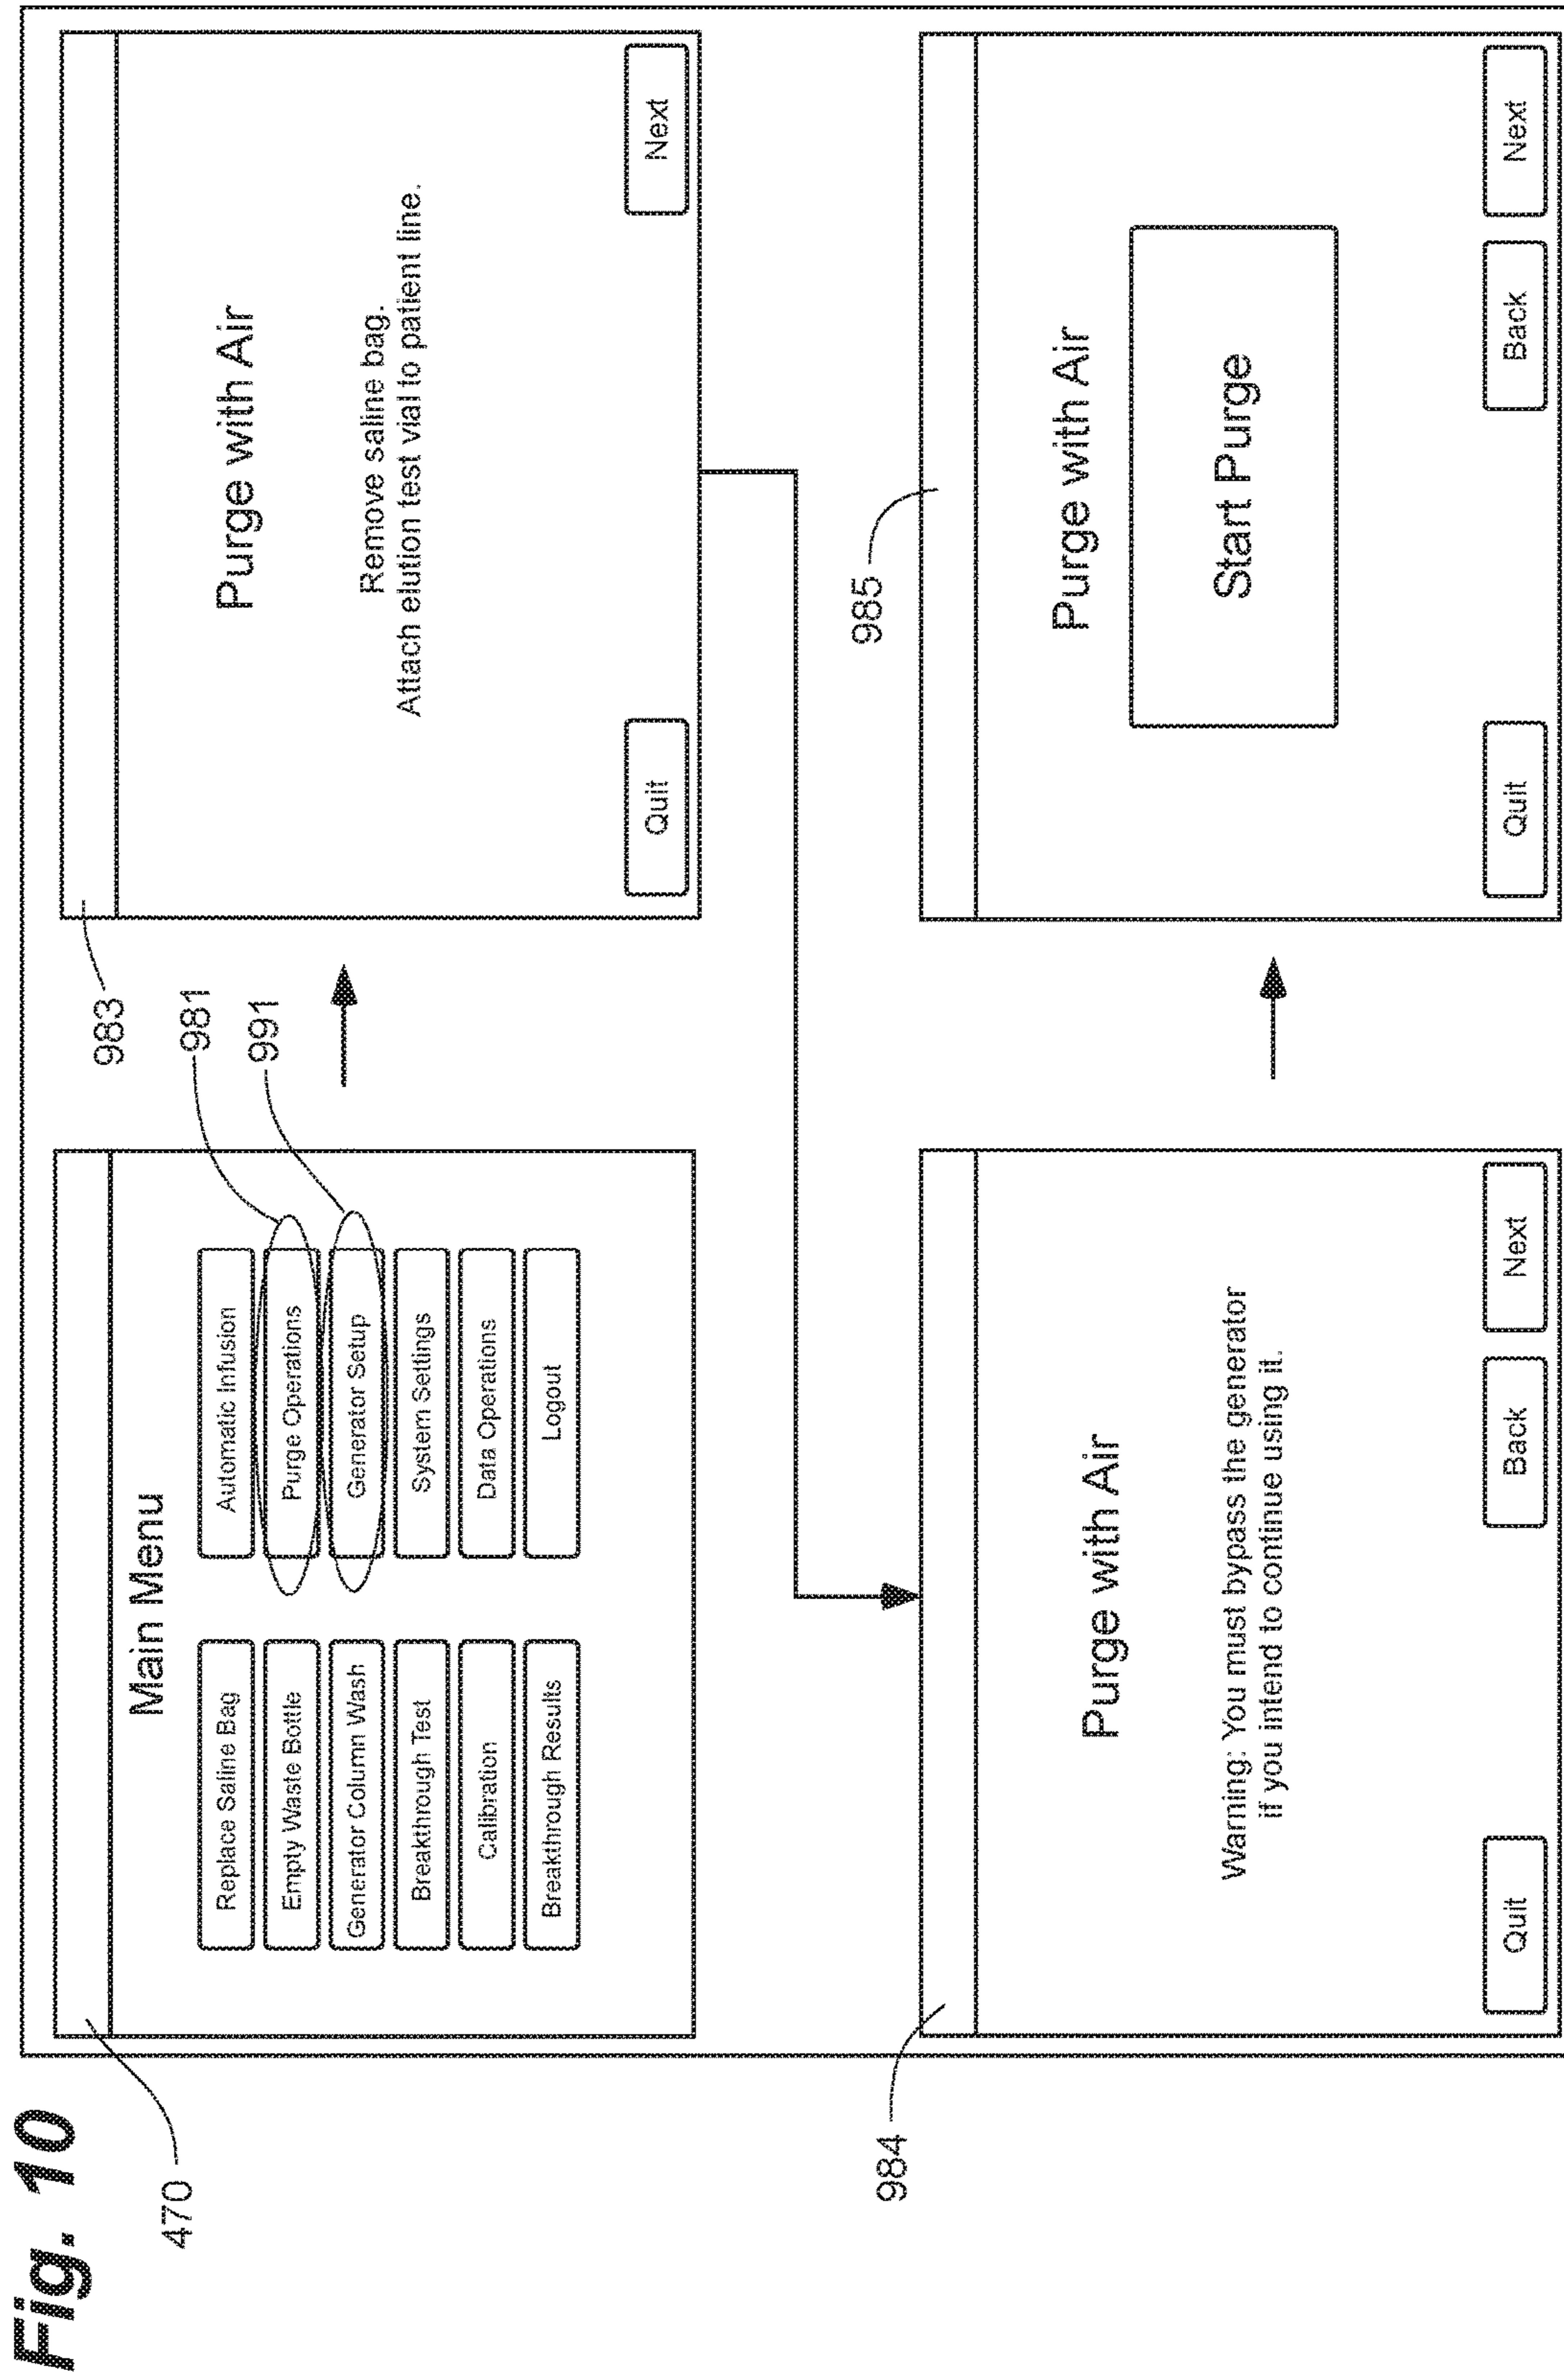 Fig. 10
470
Main Menu
Replace Saline Bag
Empty Waste Bottle
Generator Column Wash
Breakthrough Test
Calibration
Breakthrough Results
Automatic Infusion
Purge Operations
Generator Setup
System Settings
Data Operations
Logout
981
991
983
Purge with Air
Remove saline bag.
Attach elution test vial to patient line.
Quit
Next
984
Purge with Air
Warning: You must bypass the generator
if you intend to continue using it.
Quit
Back
Next
985
Purge with Air
Start Purge
Quit
Back
Next